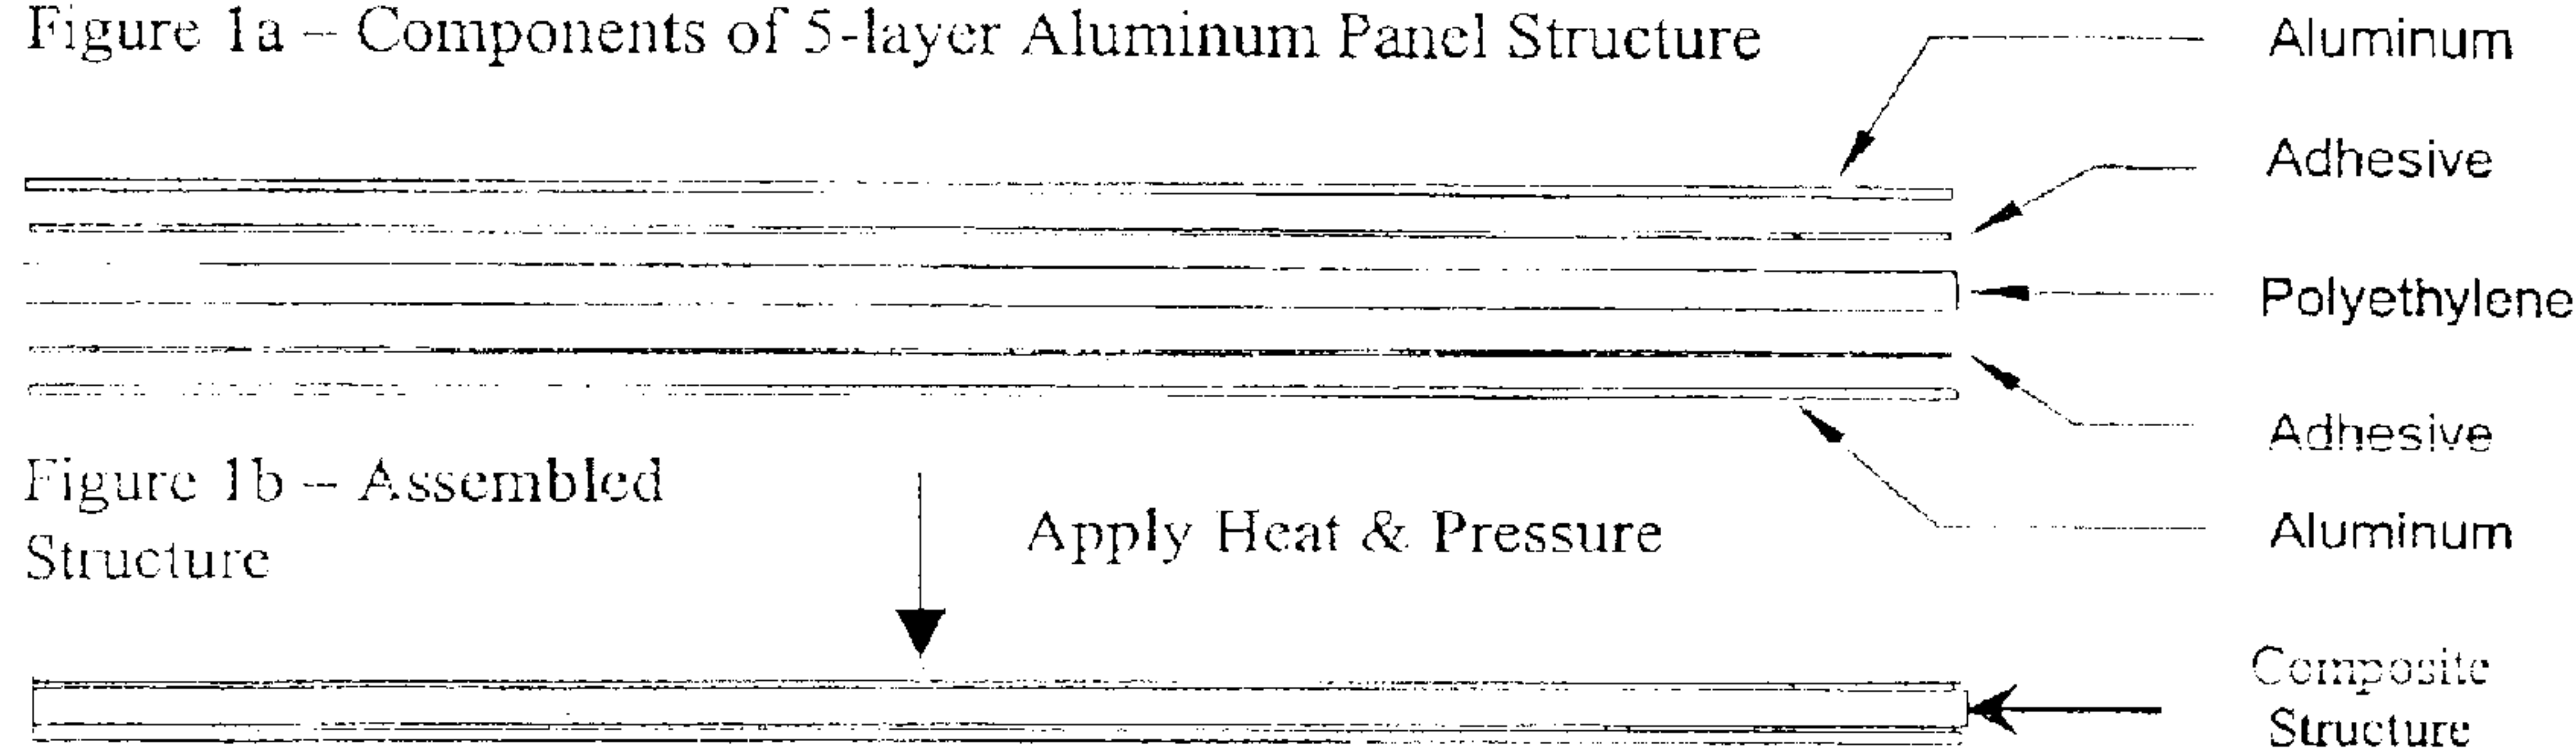 Figure 1a – Components of 5-layer Aluminum Panel Structure
Aluminum
Adhesive
Polyethylene
Adhesive
Aluminum
Figure 1b – Assembled
Structure
Apply Heat & Pressure
Composite
Structure